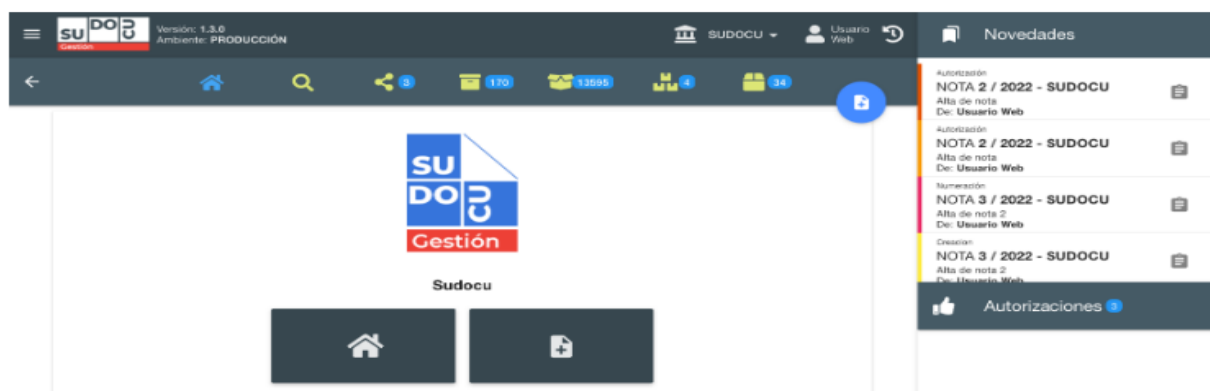 SU DO CU
Gestión
Versión: 1.3.0
Ambiente: PRODUCCIÓN
SUDOCU
Usuario
Web
Novedades
3
170
13595
4
34
Autorización
NOTA 2 / 2022 - SUDOCU
Alta de nota
De: Usuario Web
Autorización
NOTA 2 / 2022 - SUDOCU
Alta de nota
De: Usuario Web
Numeración
NOTA 3 / 2022 - SUDOCU
Alta de nota 2
De: Usuario Web
Creacion
NOTA 3 / 2022 - SUDOCU
Alta de nota 2
De: Usuario Web
Autorizaciones 3
SU
DO CU
Gestión
Sudocu